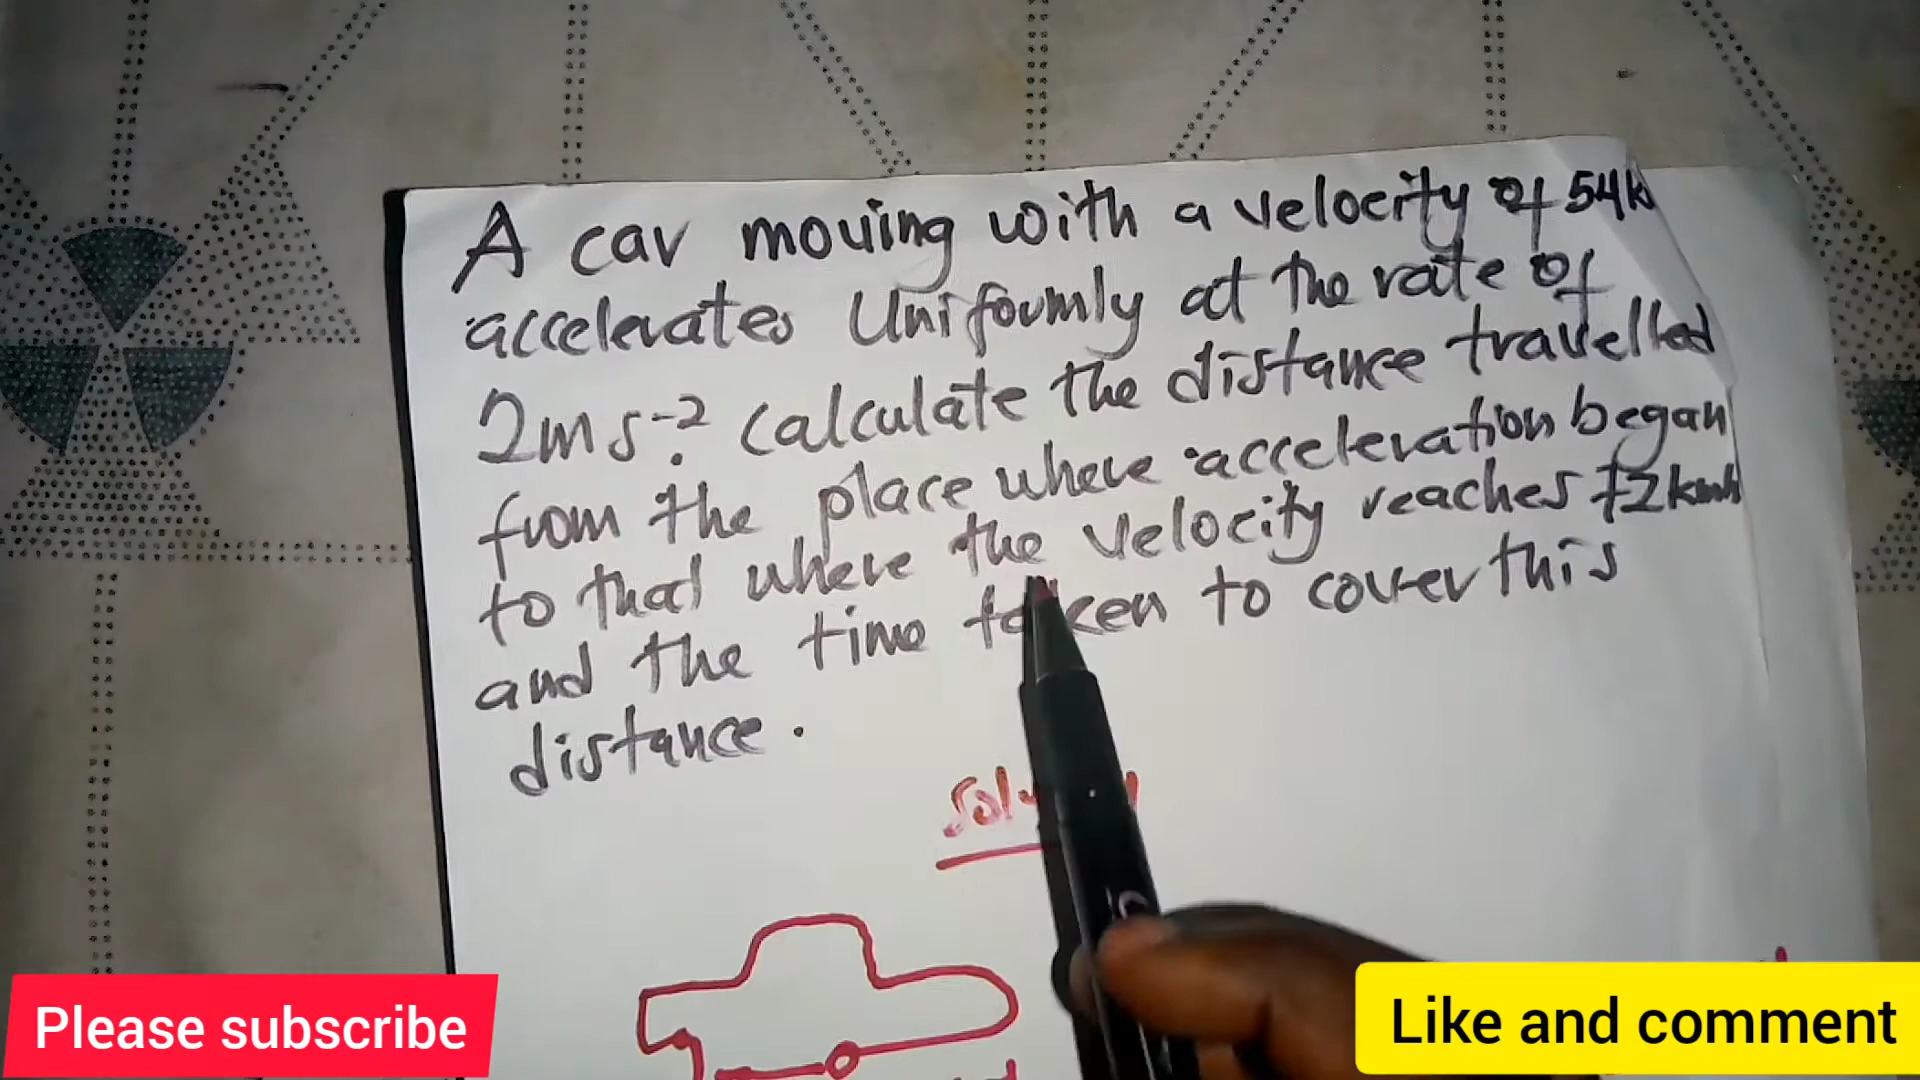 A car moving with a velocity of 54k
accelerates Uniformly at the rate of
2ms⁻². calculate the distance travelled
from the place where acceleration began
to that where the velocity reaches 72kmh
and the time taken to cover this
distance.
Please subscribe
Like and comment